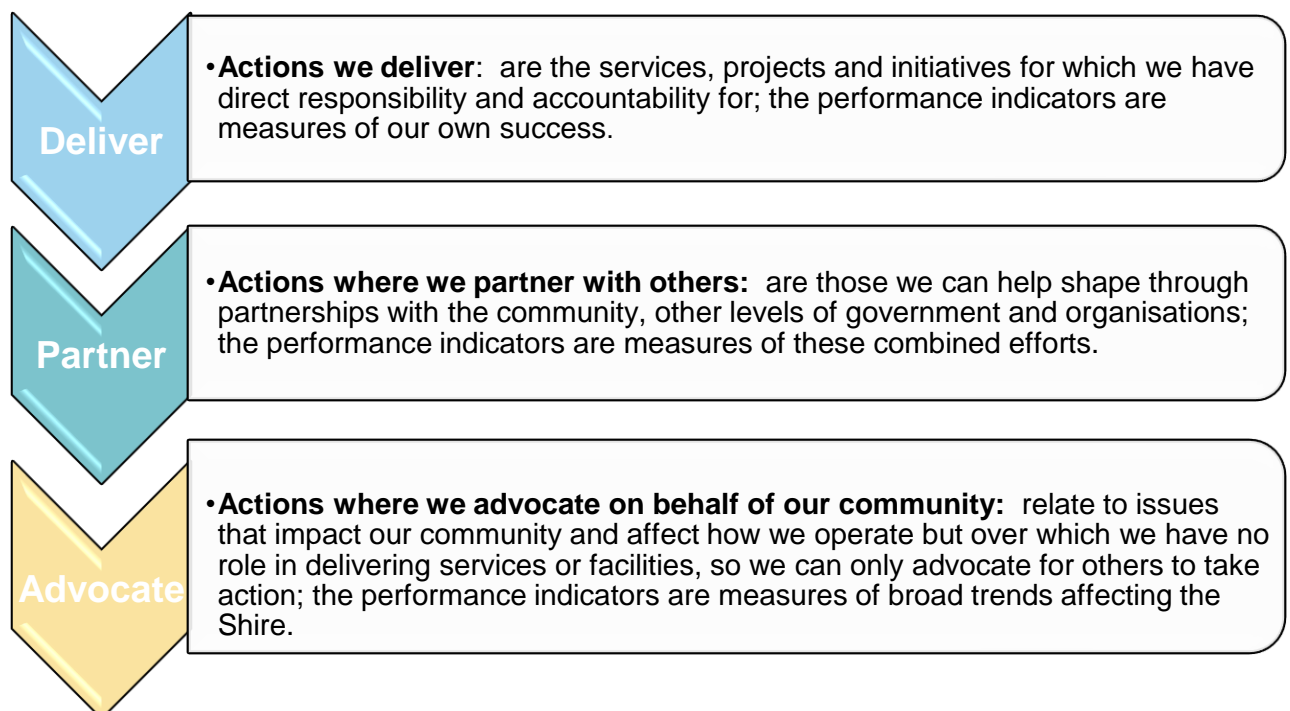 Deliver
•Actions we deliver:  are the services, projects and initiatives for which we have
direct responsibility and accountability for; the performance indicators are
measures of our own success.
Partner
•Actions where we partner with others:  are those we can help shape through
partnerships with the community, other levels of government and organisations;
the performance indicators are measures of these combined efforts.
Advocate
•Actions where we advocate on behalf of our community:  relate to issues
that impact our community and affect how we operate but over which we have no
role in delivering services or facilities, so we can only advocate for others to take
action; the performance indicators are measures of broad trends affecting the
Shire.